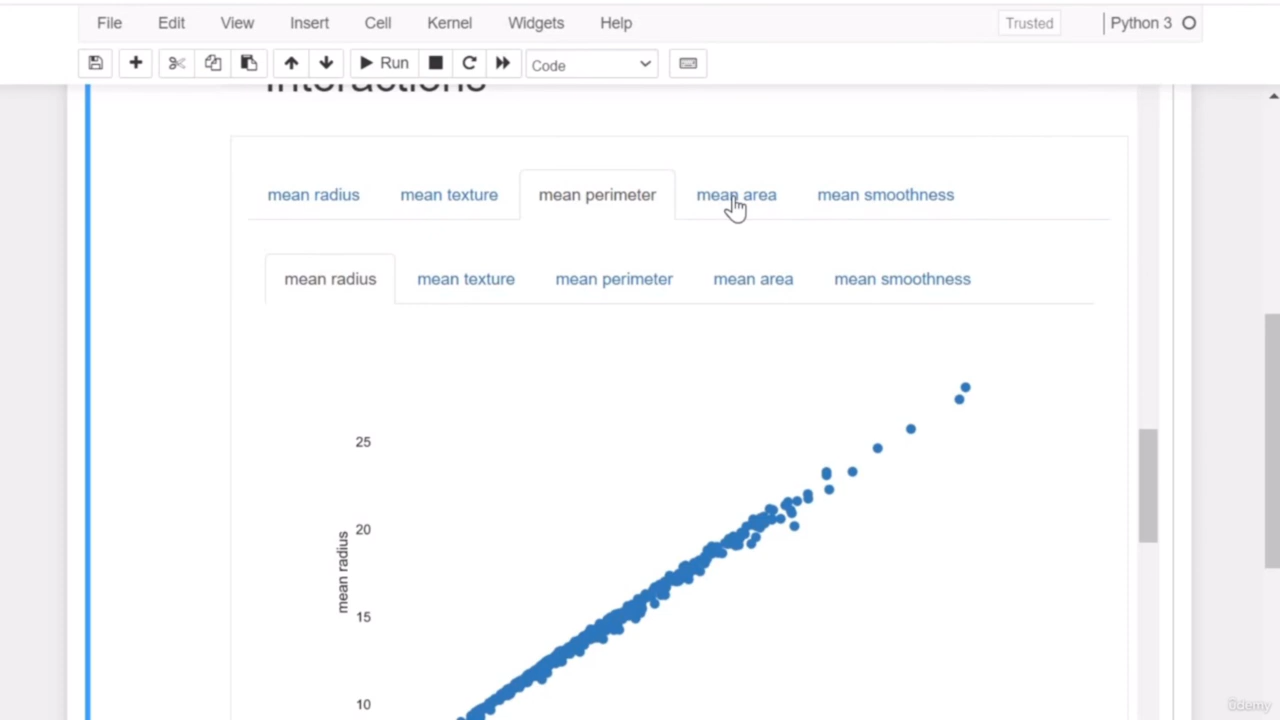 File Edit View Insert Cell Kernel Widgets Help Trusted Python 3
Run Code
Interactions
mean radius mean texture mean perimeter mean area mean smoothness
mean radius mean texture mean perimeter mean area mean smoothness
25
20
mean radius
15
10
ûdemy